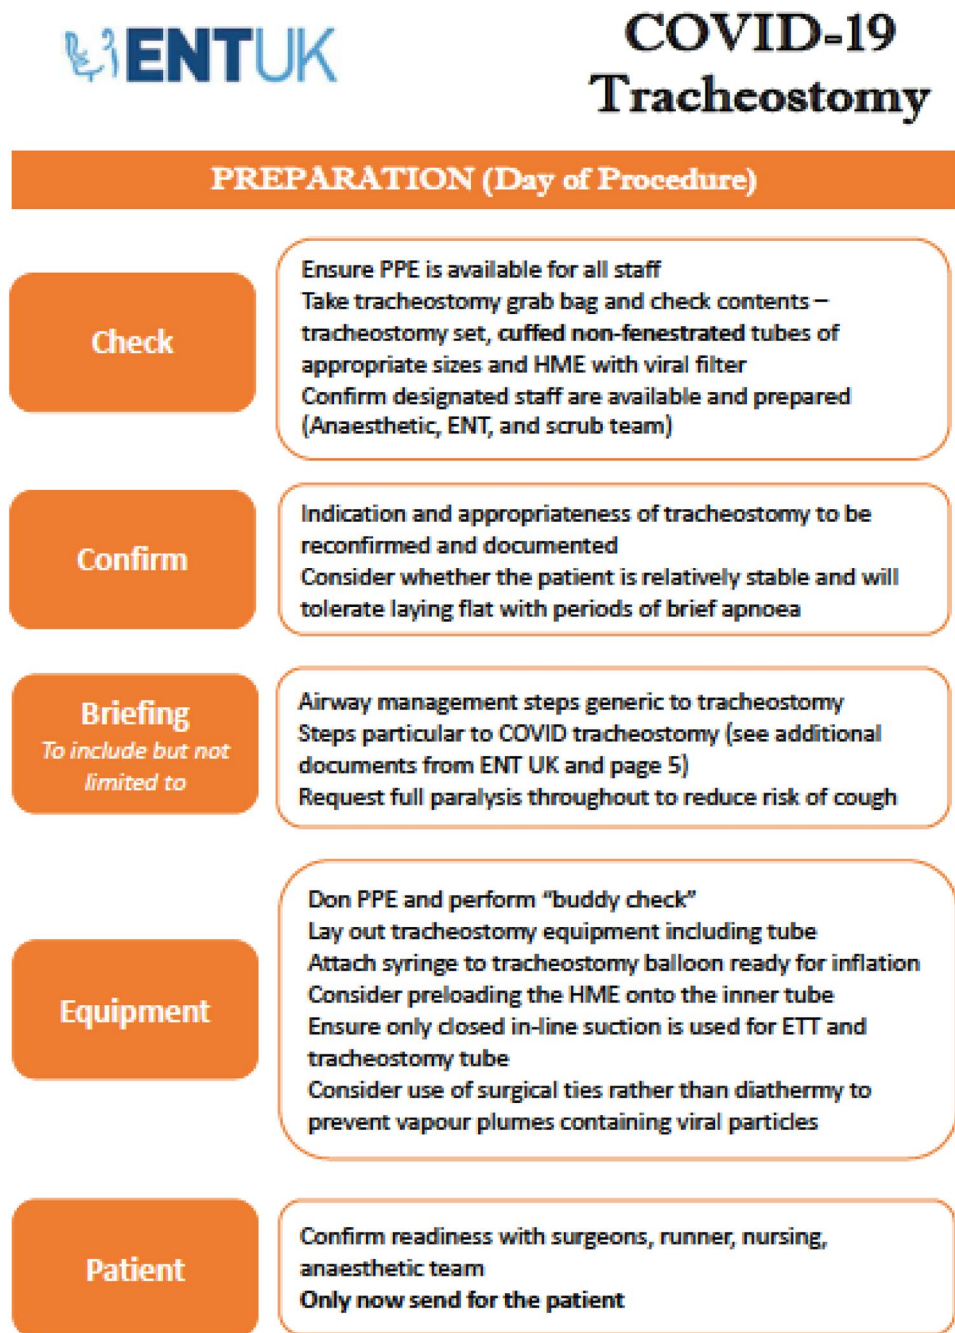 ENTUK
COVID-19
Tracheostomy
PREPARATION (Day of Procedure)
Check
Ensure PPE is available for all staff
Take tracheostomy grab bag and check contents –
tracheostomy set, cuffed non-fenestrated tubes of
appropriate sizes and HME with viral filter
Confirm designated staff are available and prepared
(Anaesthetic, ENT, and scrub team)
Confirm
Indication and appropriateness of tracheostomy to be
reconfirmed and documented
Consider whether the patient is relatively stable and will
tolerate laying flat with periods of brief apnoea
Briefing
To include but not
limited to
Airway management steps generic to tracheostomy
Steps particular to COVID tracheostomy (see additional
documents from ENT UK and page 5)
Request full paralysis throughout to reduce risk of cough
Equipment
Don PPE and perform “buddy check”
Lay out tracheostomy equipment including tube
Attach syringe to tracheostomy balloon ready for inflation
Consider preloading the HME onto the inner tube
Ensure only closed in-line suction is used for ETT and
tracheostomy tube
Consider use of surgical ties rather than diathermy to
prevent vapour plumes containing viral particles
Patient
Confirm readiness with surgeons, runner, nursing,
anaesthetic team
Only now send for the patient